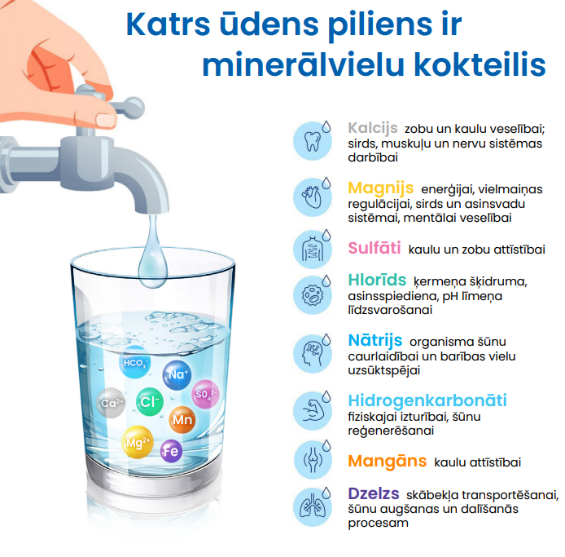 Katrs ūdens piliens ir
minerālvielu kokteilis
Kalcijs zobu un kaulu veselībai;
sirds, muskuļu un nervu sistēmas
darbībai
Magnijs enerģijai, vielmaiņas
regulācijai, sirds un asinsvadu
sistēmai, mentālai veselībai
Sulfāti kaulu un zobu attīstībai
Hlorīds ķermeņa šķidruma,
asinsspiediena, pH līmeņa
līdzsvarošanai
Nātrijs organisma šūnu
caurlaidībai un barības vielu
uzsūktspējai
Hidrogenkarbonāti
fiziskajai izturībai, šūnu
reģenerēšanai
Mangāns kaulu attīstībai
Dzelzs skābekļa transportēšanai,
šūnu augšanas un dalīšanās
procesam
HCO₃⁻
Na⁺
Ca²⁺
Cl⁻
SO₄²⁻
Mn
Mg²⁺
Fe